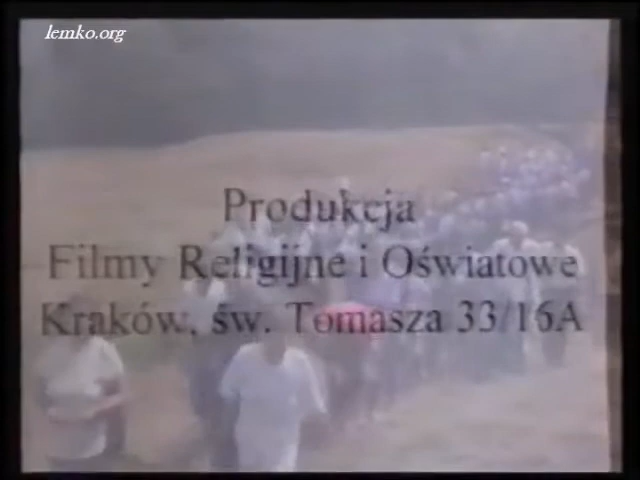 lemko.org
Produkcja
Filmy Religijne i Oświatowe
Kraków, św. Tomasza 33/16A